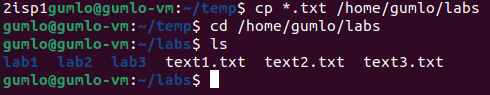 2lsp1gumlo@gumlo-vm:~/temp$ cp *.txt /home/gumlo/labs
gumlo@gumlo-vm:~/temp$ cd /home/gumlo/labs
gumlo@gumlo-vm:~/labs$ ls
lab1 lab2 lab3 text1.txt text2.txt text3.txt
gumlo@gumlo-vm:~/labs$